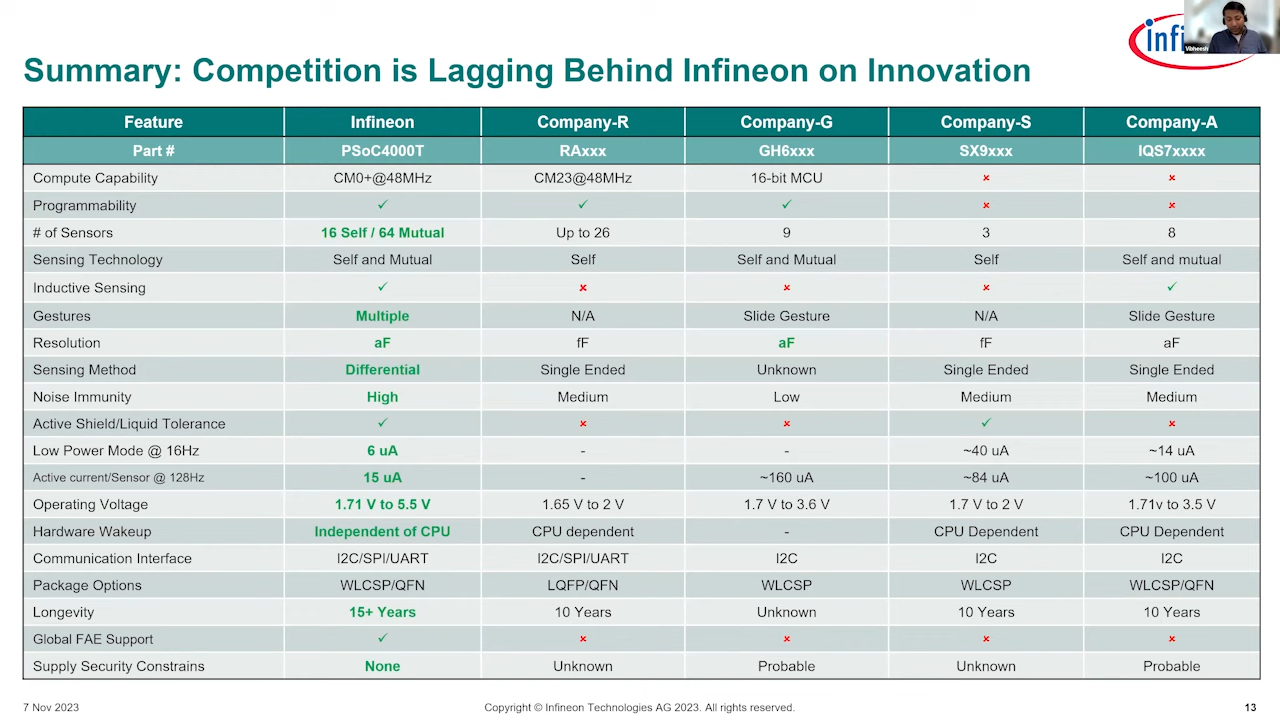 infi
Vibheesh
Summary: Competition is Lagging Behind Infineon on Innovation
Feature Infineon Company-R Company-G Company-S Company-A
Part # PSoC4000T RAxxx GH6xxx SX9xxx IQS7xxxx
Compute Capability CM0+@48MHz CM23@48MHz 16-bit MCU × ×
Programmability ✓ ✓ ✓ × ×
# of Sensors 16 Self / 64 Mutual Up to 26 9 3 8
Sensing Technology Self and Mutual Self Self and Mutual Self Self and mutual
Inductive Sensing ✓ × × × ✓
Gestures Multiple N/A Slide Gesture N/A Slide Gesture
Resolution aF fF aF fF aF
Sensing Method Differential Single Ended Unknown Single Ended Single Ended
Noise Immunity High Medium Low Medium Medium
Active Shield/Liquid Tolerance ✓ × × ✓ ×
Low Power Mode @ 16Hz 6 uA - - ~40 uA ~14 uA
Active current/Sensor @ 128Hz 15 uA - ~160 uA ~84 uA ~100 uA
Operating Voltage 1.71 V to 5.5 V 1.65 V to 2 V 1.7 V to 3.6 V 1.7 V to 2 V 1.71v to 3.5 V
Hardware Wakeup Independent of CPU CPU dependent - CPU Dependent CPU Dependent
Communication Interface I2C/SPI/UART I2C/SPI/UART I2C I2C I2C
Package Options WLCSP/QFN LQFP/QFN WLCSP WLCSP WLCSP/QFN
Longevity 15+ Years 10 Years Unknown 10 Years 10 Years
Global FAE Support ✓ × × × ×
Supply Security Constrains None Unknown Probable Unknown Probable
7 Nov 2023 Copyright © Infineon Technologies AG 2023. All rights reserved. 13